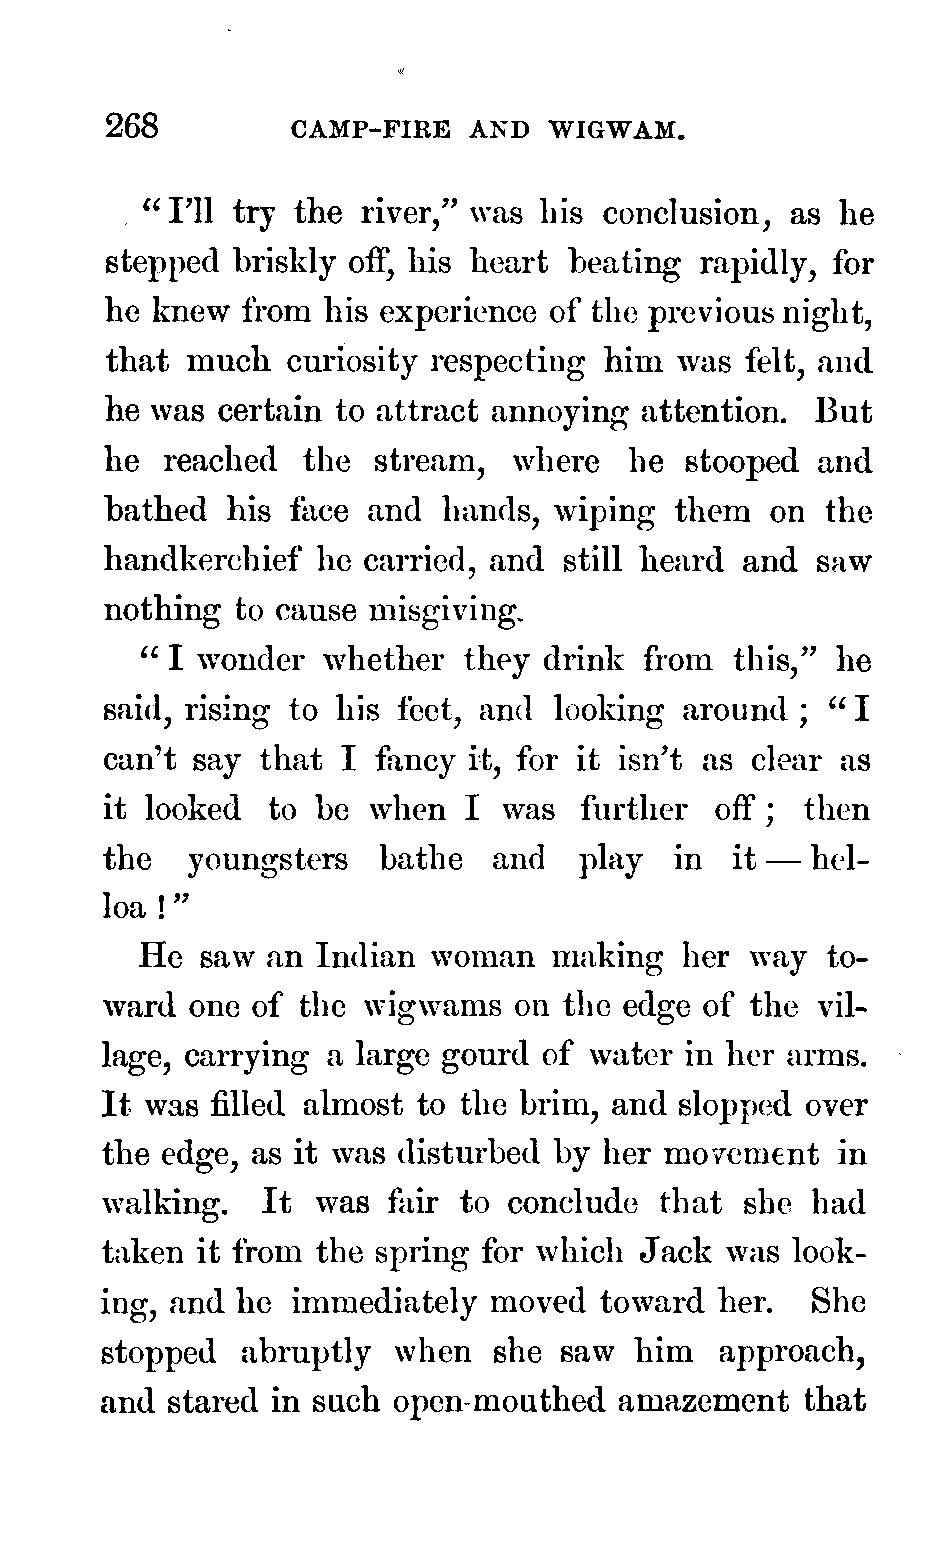 268 CAMP-FIRE AND WIGWAM.
"I'll try the river," was his conclusion, as he
stepped briskly off, his heart beating rapidly, for
he knew from his experience of the previous night,
that much curiosity respecting him was felt, and
he was certain to attract annoying attention. But
he reached the stream, where he stooped and
bathed his face and hands, wiping them on the
handkerchief he carried, and still heard and saw
nothing to cause misgiving.
"I wonder whether they drink from this," he
said, rising to his feet, and looking around; "I
can't say that I fancy it, for it isn't as clear as
it looked to be when I was further off; then
the youngsters bathe and play in it — hel-
loa!"
He saw an Indian woman making her way to-
ward one of the wigwams on the edge of the vil-
lage, carrying a large gourd of water in her arms.
It was filled almost to the brim, and slopped over
the edge, as it was disturbed by her movement in
walking. It was fair to conclude that she had
taken it from the spring for which Jack was look-
ing, and he immediately moved toward her. She
stopped abruptly when she saw him approach,
and stared in such open-mouthed amazement that